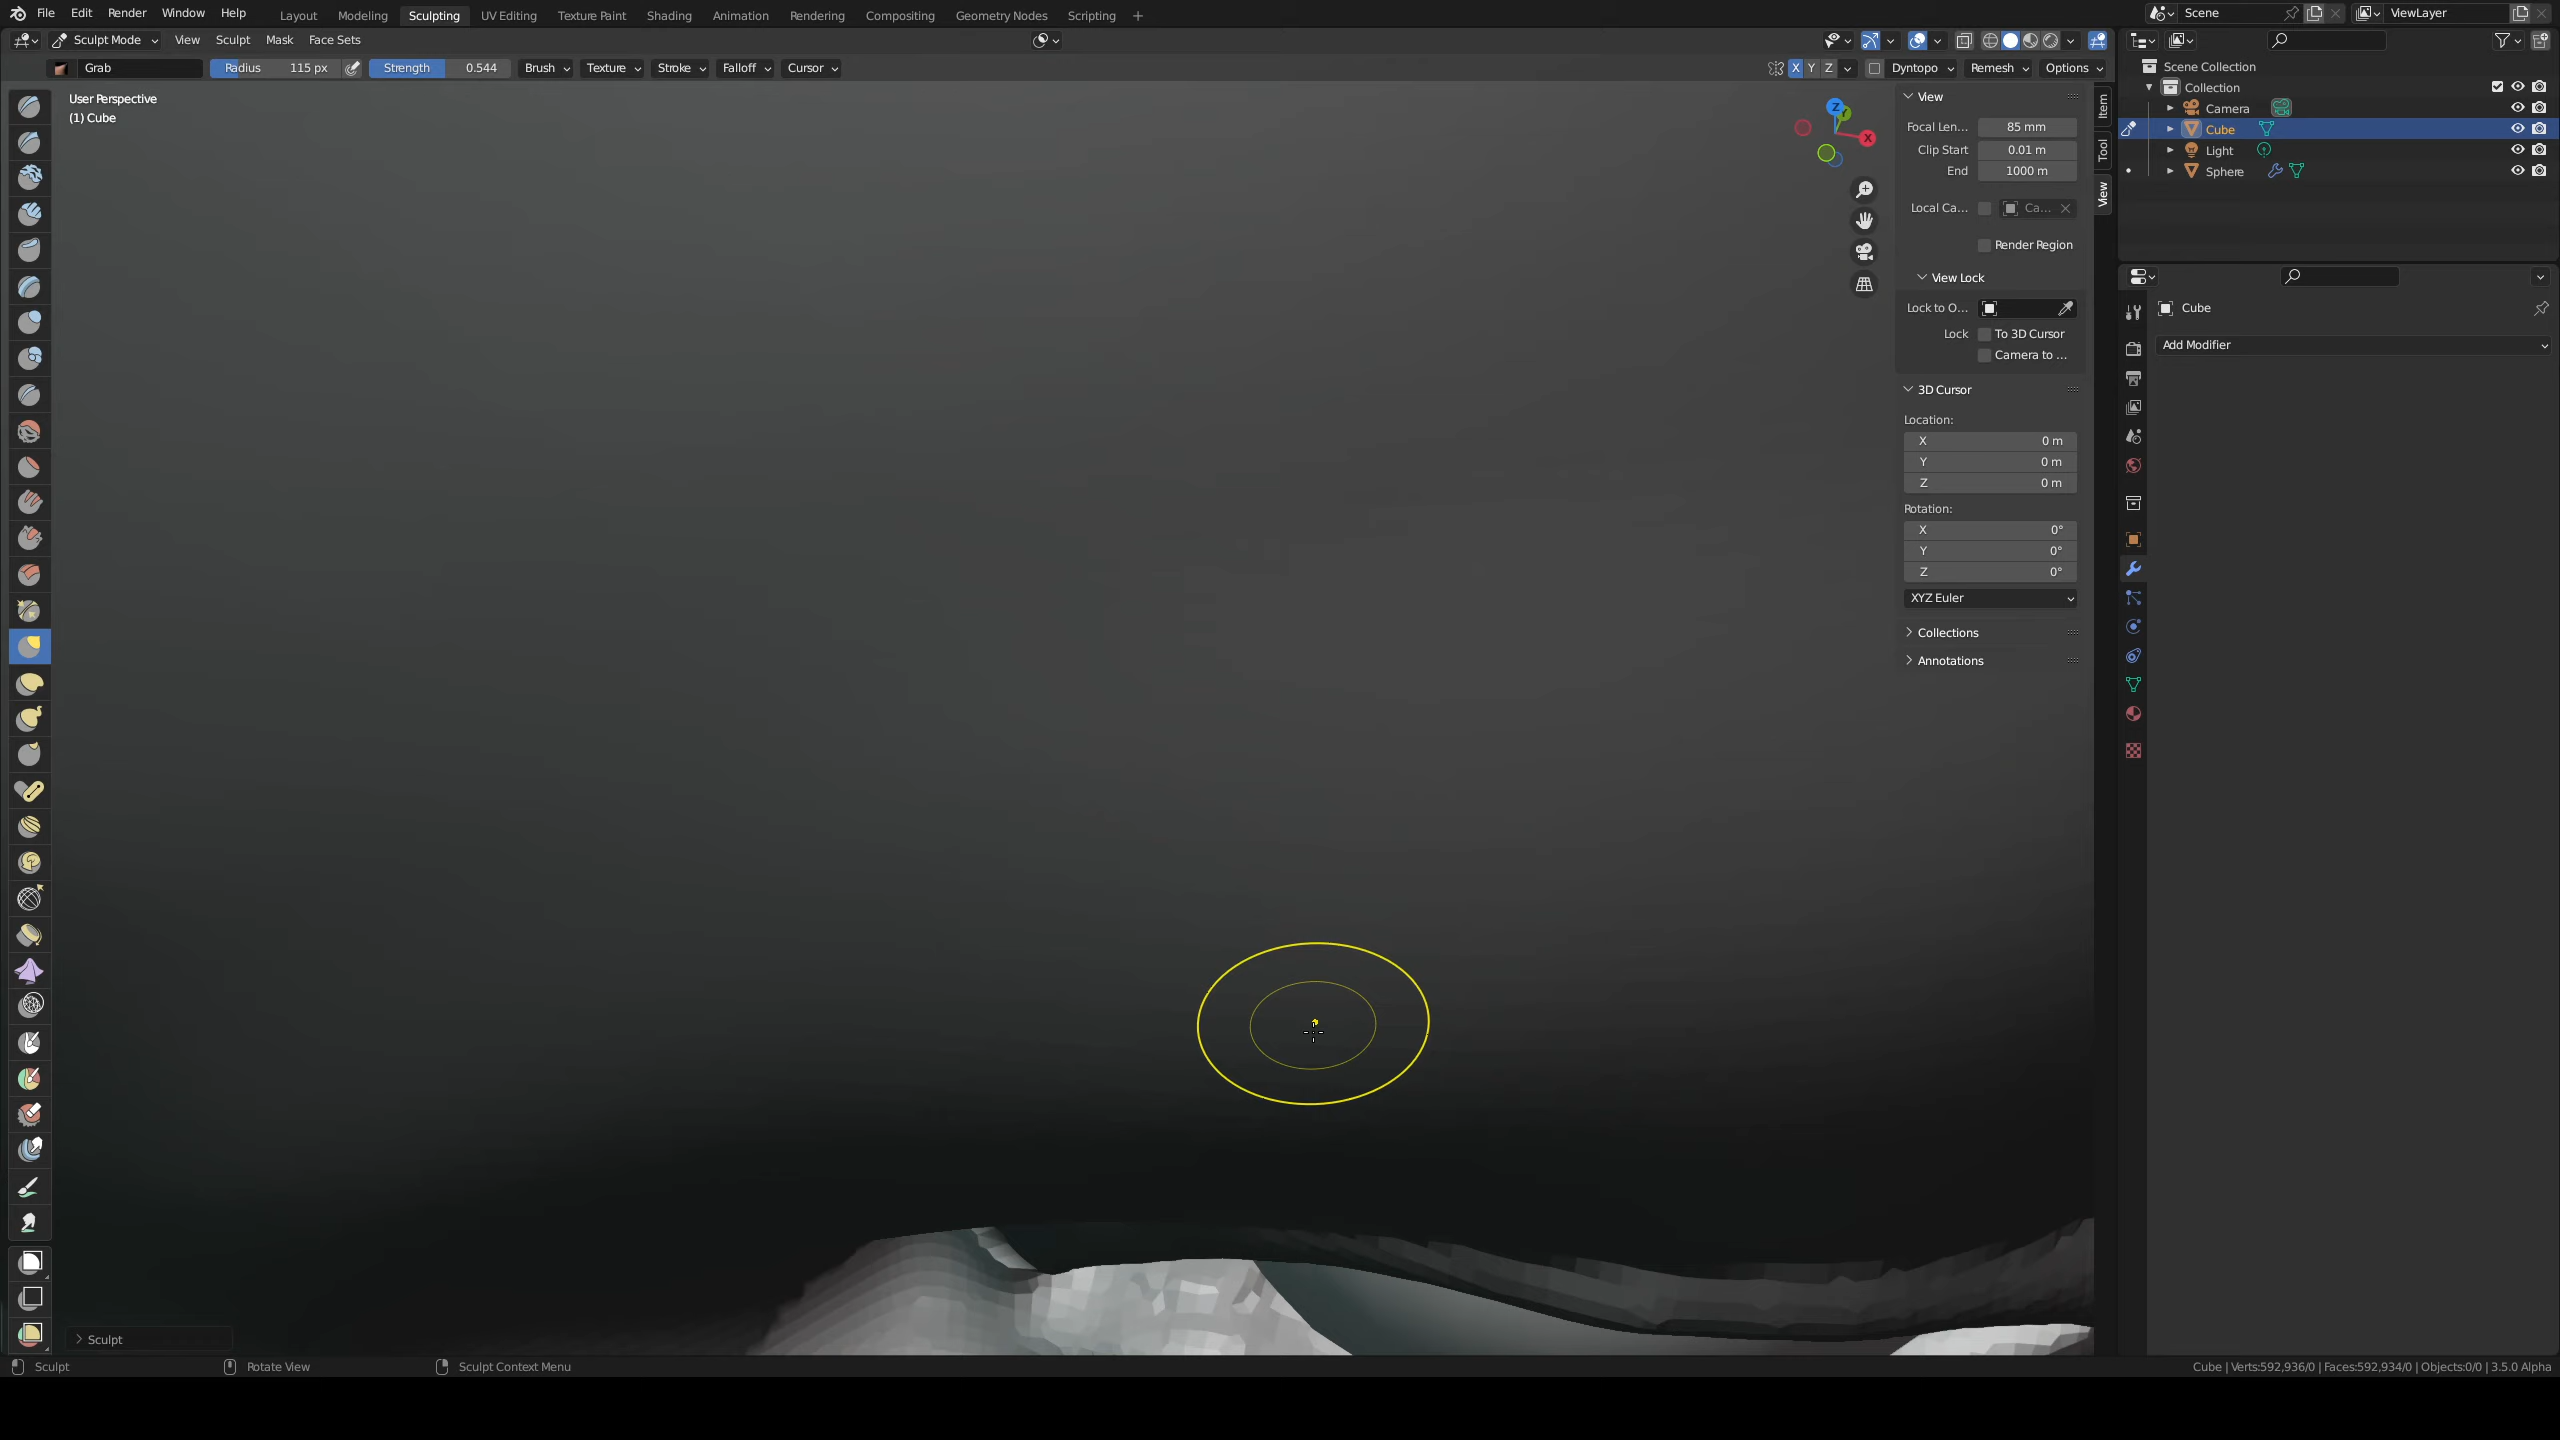 File Edit Render Window Help Layout Modeling Sculpting UV Editing Texture Paint Shading Animation Rendering Compositing Geometry Nodes Scripting + Scene ViewLayer
Sculpt Mode View Sculpt Mask Face Sets
Grab Radius 115 px Strength 0.544 Brush Texture Stroke Falloff Cursor X Y Z Dyntopo Remesh Options
User Perspective
(1) Cube
Z
X
View
Focal Len... 85 mm
Clip Start 0.01 m
End 1000 m
Local Ca... Ca...
Render Region
View Lock
Lock to O...
Lock To 3D Cursor
Camera to ...
3D Cursor
Location:
X 0 m
Y 0 m
Z 0 m
Rotation:
X 0°
Y 0°
Z 0°
XYZ Euler
Collections
Annotations
Item
Tool
View
Scene Collection
Collection
Camera
Cube
Light
Sphere
Cube
Add Modifier
Sculpt
Sculpt Rotate View Sculpt Context Menu Cube | Verts:592,936/0 | Faces:592,934/0 | Objects:0/0 | 3.5.0 Alpha